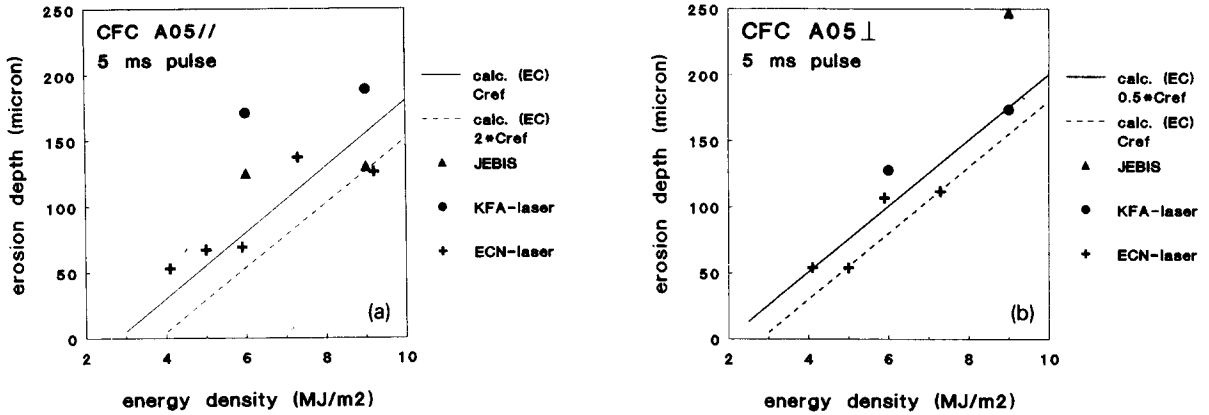 CFC A05//
5 ms pulse
250
200
150
100
50
0
erosion depth (micron)
2
4
6
8
10
energy density (MJ/m2)
(a)
calc. (EC)
Cref
calc. (EC)
2*Cref
JEBIS
KFA-laser
ECN-laser
CFC A05⊥
5 ms pulse
250
200
150
100
50
0
erosion depth (micron)
2
4
6
8
10
energy density (MJ/m2)
(b)
calc. (EC)
0.5*Cref
calc. (EC)
Cref
JEBIS
KFA-laser
ECN-laser